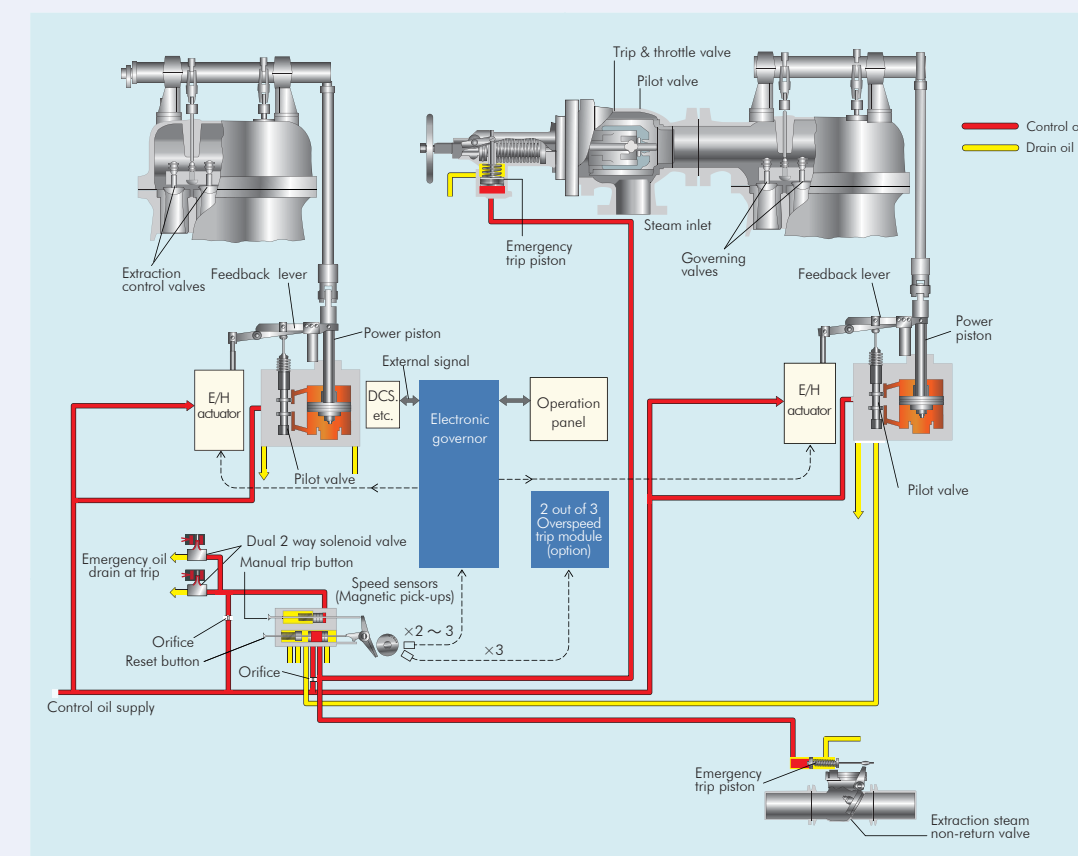 Trip & throttle valve
Pilot valve
Control o
Drain oil
Steam inlet
Emergency
trip piston
Governing
valves
Extraction
control valves
Feedback lever
Feedback lever
Power piston
Power
piston
External signal
E/H
actuator
DCS.
etc.
Electronic
governor
Operation
panel
E/H
actuator
Pilot valve
Pilot valve
2 out of 3
Overspeed
trip module
(option)
Dual 2 way solenoid valve
Emergency oil
drain at trip
Manual trip button
Speed sensors
(Magnetic pick-ups)
×2 ～ 3
×3
Orifice
Reset button
Orifice
Control oil supply
Emergency
trip piston
Extraction steam
non-return valve